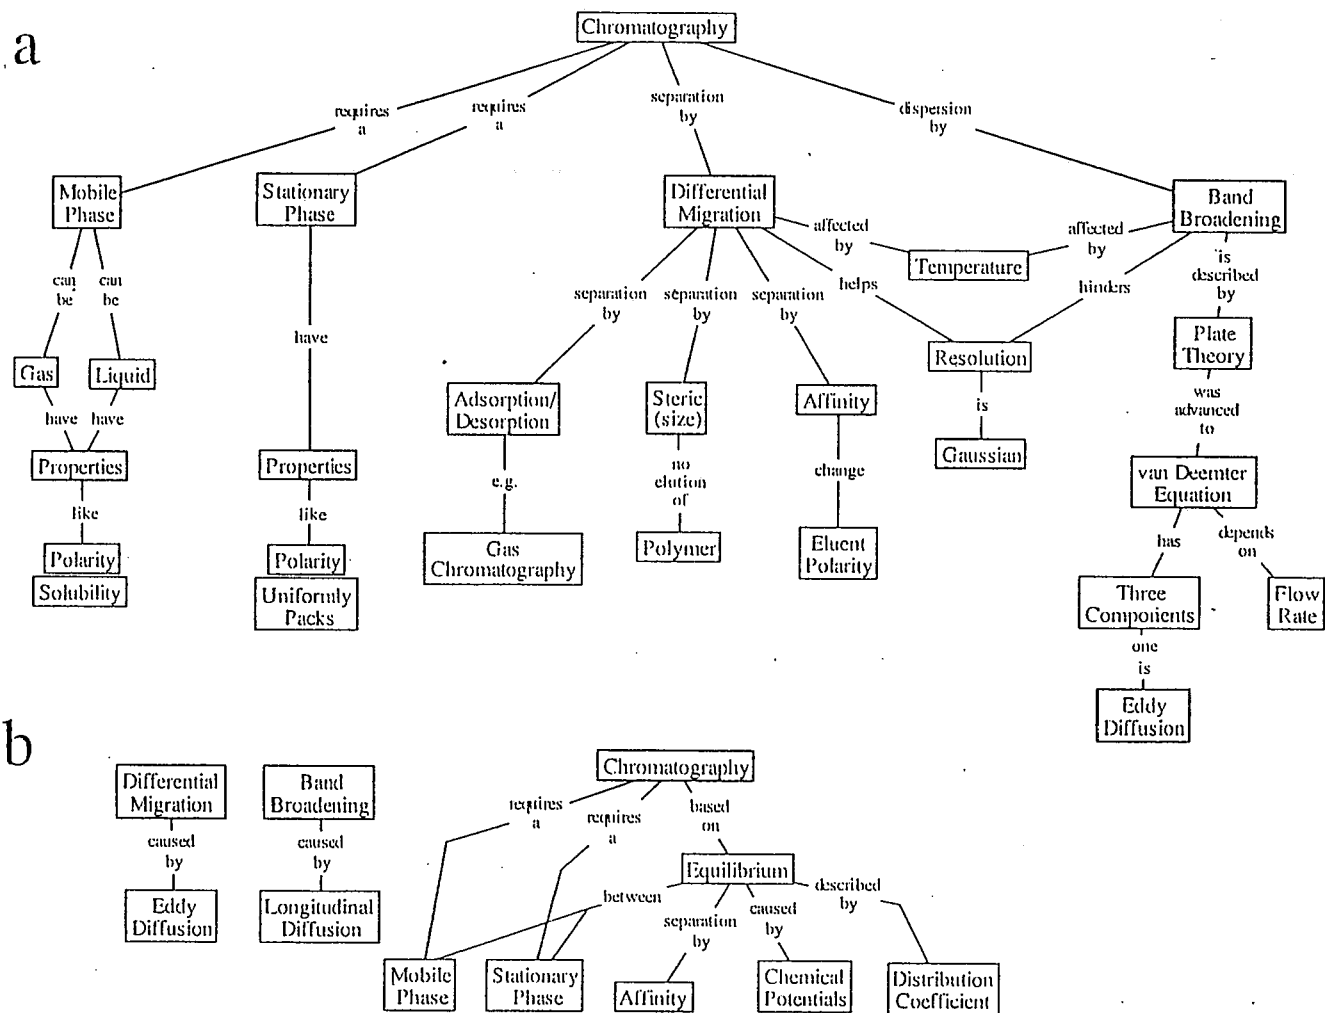 a
Chromatography
requires
a
requires
a
separation
by
dispersion
by
Mobile
Phase
Stationary
Phase
Differential
Migration
Band
Broadening
affected
by
affected
by
Temperature
can
be
can
be
have
separation
by
separation
by
separation
by
helps
hinders
is
described
by
Gas
Liquid
Resolution
Plate
Theory
have
have
Adsorption/
Desorption
Steric
(size)
Affinity
is
was
advanced
to
Properties
Properties
e.g.
no
elution
of
change
Gaussian
van Deemter
Equation
like
like
has
depends
on
Polarity
Solubility
Polarity
Uniformly
Packs
Gas
Chromatography
Polymer
Eluent
Polarity
Three
Components
Flow
Rate
one
is
Eddy
Diffusion
b
Differential
Migration
Band
Broadening
Chromatography
caused
by
caused
by
requires
a
requires
a
based
on
Eddy
Diffusion
Longitudinal
Diffusion
Equilibrium
between
separation
by
caused
by
described
by
Mobile
Phase
Stationary
Phase
Affinity
Chemical
Potentials
Distribution
Coefficient